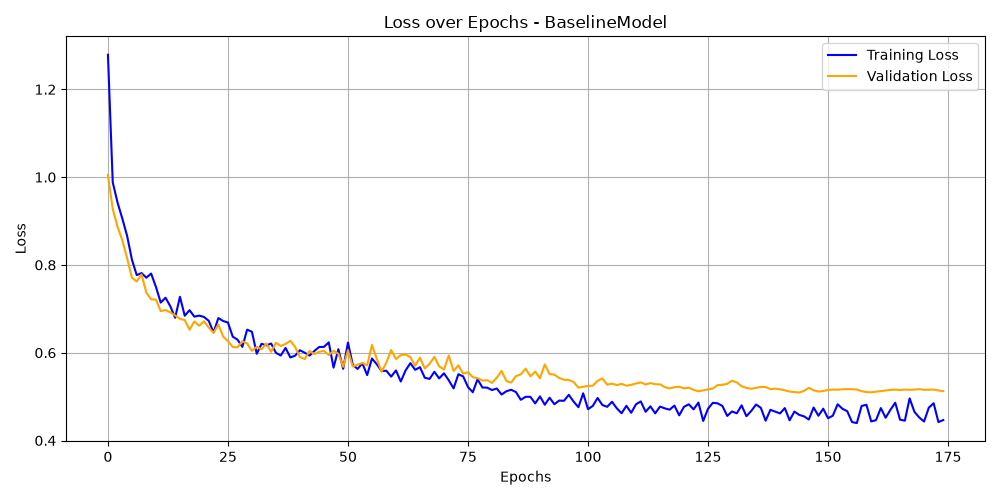 Loss over Epochs - BaselineModel
Training Loss
Validation Loss
Loss
1.2
1.0
0.8
0.6
0.4
0 25 50 75 100 125 150 175
Epochs